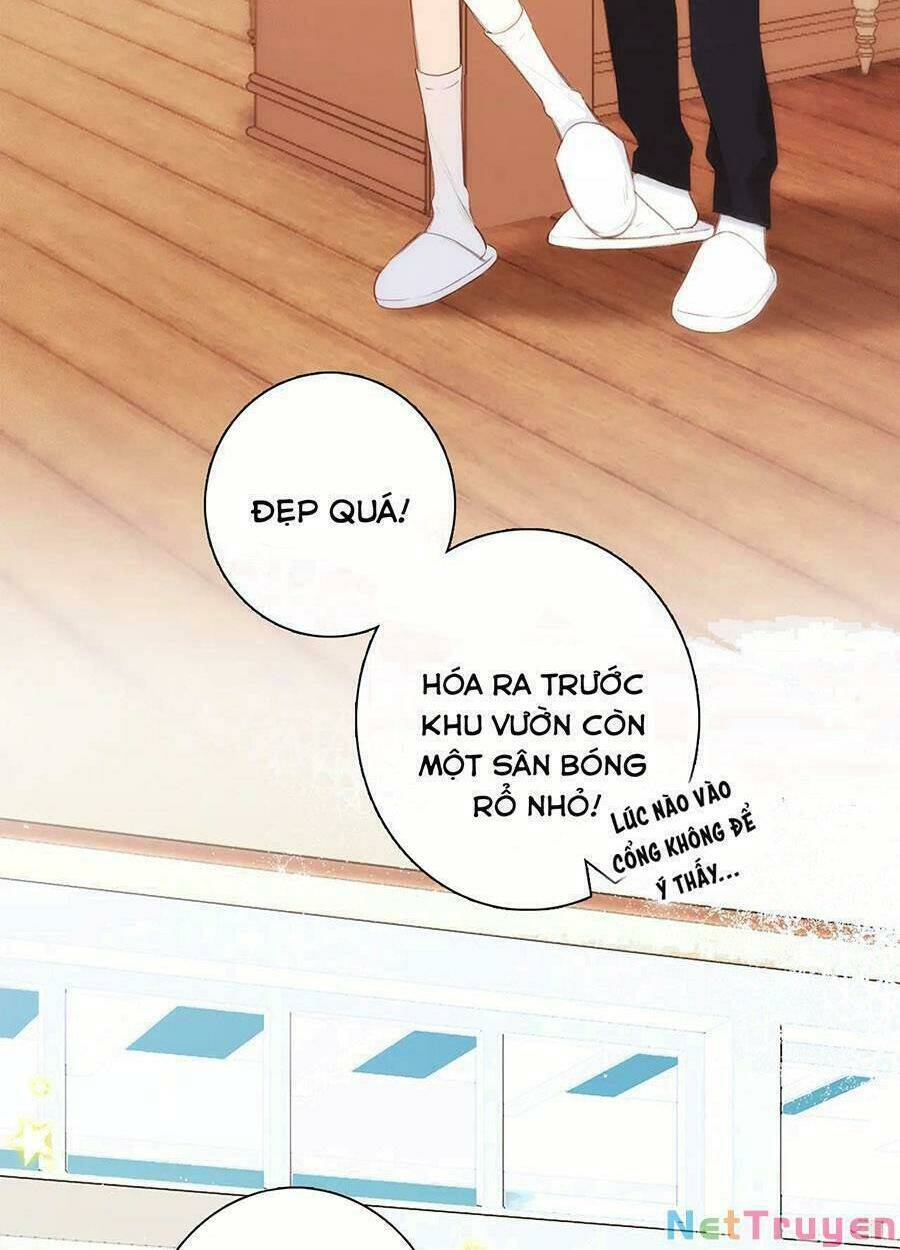 ĐẸP QUÁ!
HÓA RA TRƯỚC
KHU VƯỜN CÒN
MỘT SÂN BÓNG
RỔ NHỎ!
LÚC NÀO VÀO
CỔNG KHÔNG ĐỂ
Ý THẤY...
NetTruyen